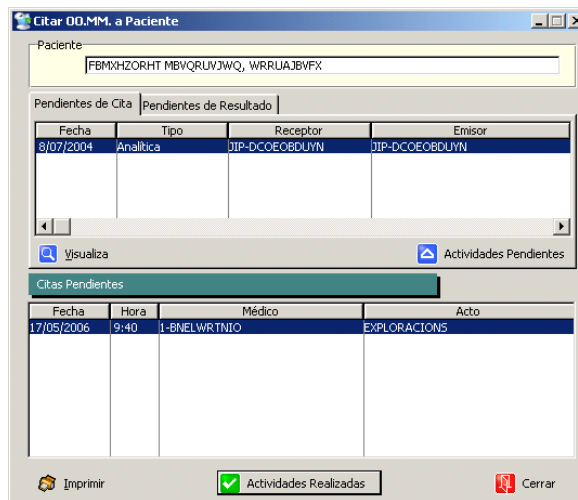 Citar OO.MM. a Paciente
Paciente
FBMXHZORHT MBVQRUVJWQ, WRRUAJBVFX
Pendientes de Cita Pendientes de Resultado
Fecha Tipo Receptor Emisor
8/07/2004 Analítica JIP-DCOEOBDUYN JIP-DCOEOBDUYN
Visualiza Actividades Pendientes
Citas Pendientes
Fecha Hora Médico Acto
17/05/2006 9:40 1-BNELWRTNIO EXPLORACIONS
Imprimir Actividades Realizadas Cerrar